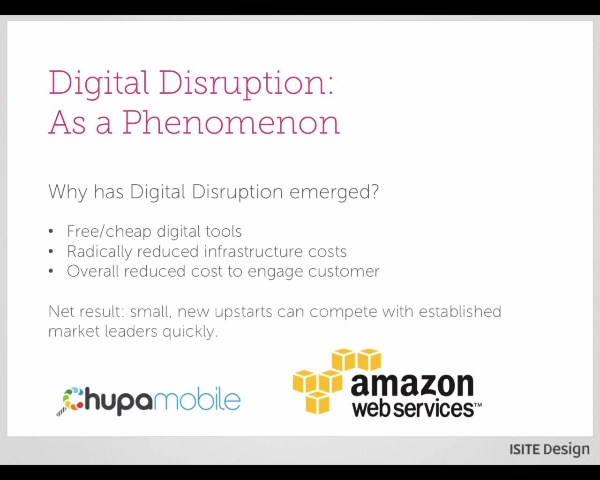 Digital Disruption:
As a Phenomenon
Why has Digital Disruption emerged?
• Free/cheap digital tools
• Radically reduced infrastructure costs
• Overall reduced cost to engage customer
Net result: small, new upstarts can compete with established
market leaders quickly.
chupamobile
amazon
web services™
ISITE Design